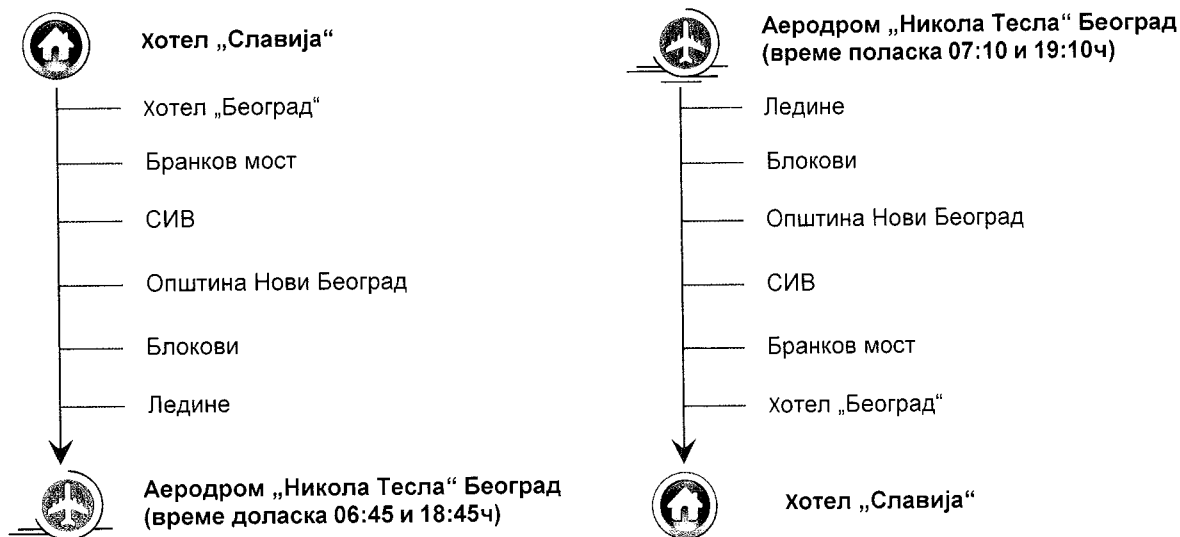 Хотел „Славија“
Хотел „Београд“
Бранков мост
СИВ
Општина Нови Београд
Блокови
Ледине
Аеродром „Никола Тесла“ Београд
(време доласка 06:45 и 18:45ч)
Аеродром „Никола Тесла“ Београд
(време поласка 07:10 и 19:10ч)
Ледине
Блокови
Општина Нови Београд
СИВ
Бранков мост
Хотел „Београд“
Хотел „Славија“